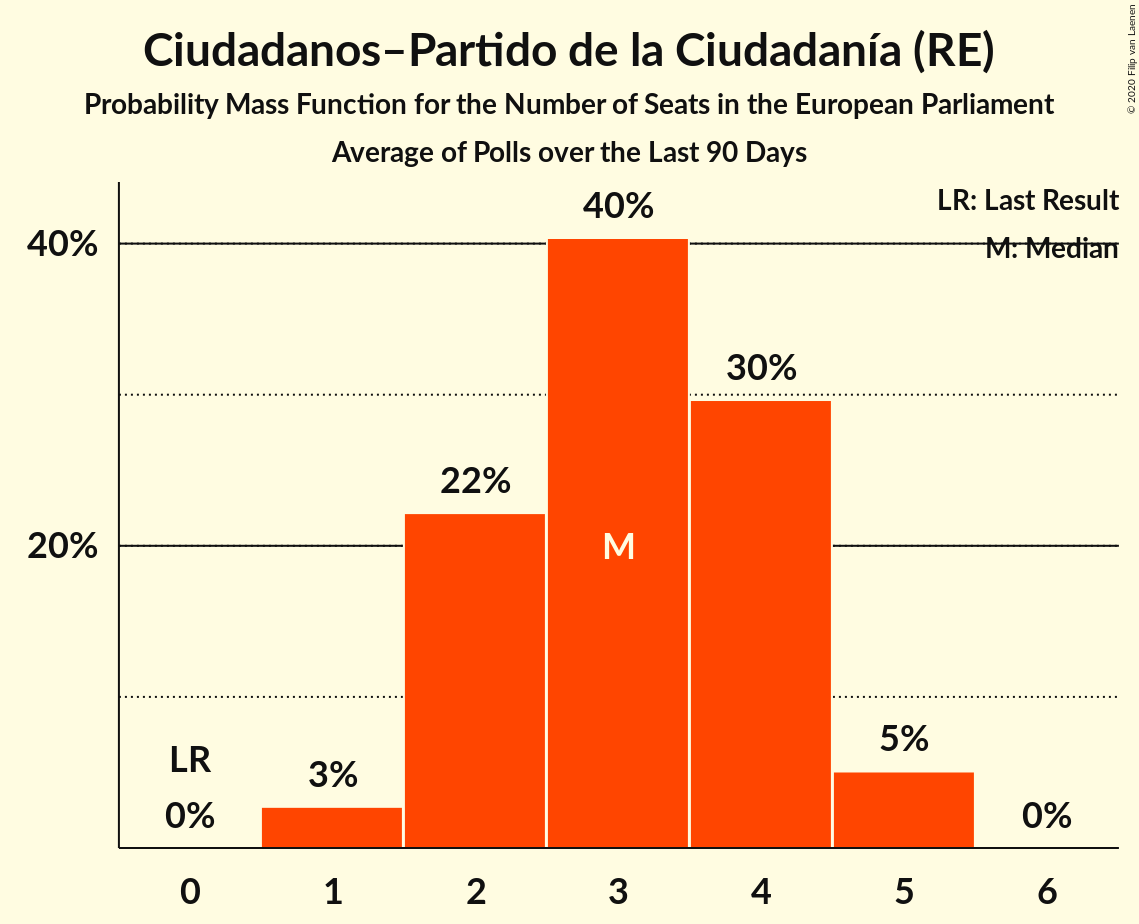 Ciudadanos–Partido de la Ciudadanía (RE)
Probability Mass Function for the Number of Seats in the European Parliament
Average of Polls over the Last 90 Days
© 2020 Filip van Laenen
LR: Last Result
M: Median
40%
20%
LR
0%
3%
22%
40%
M
30%
5%
0%
0 1 2 3 4 5 6